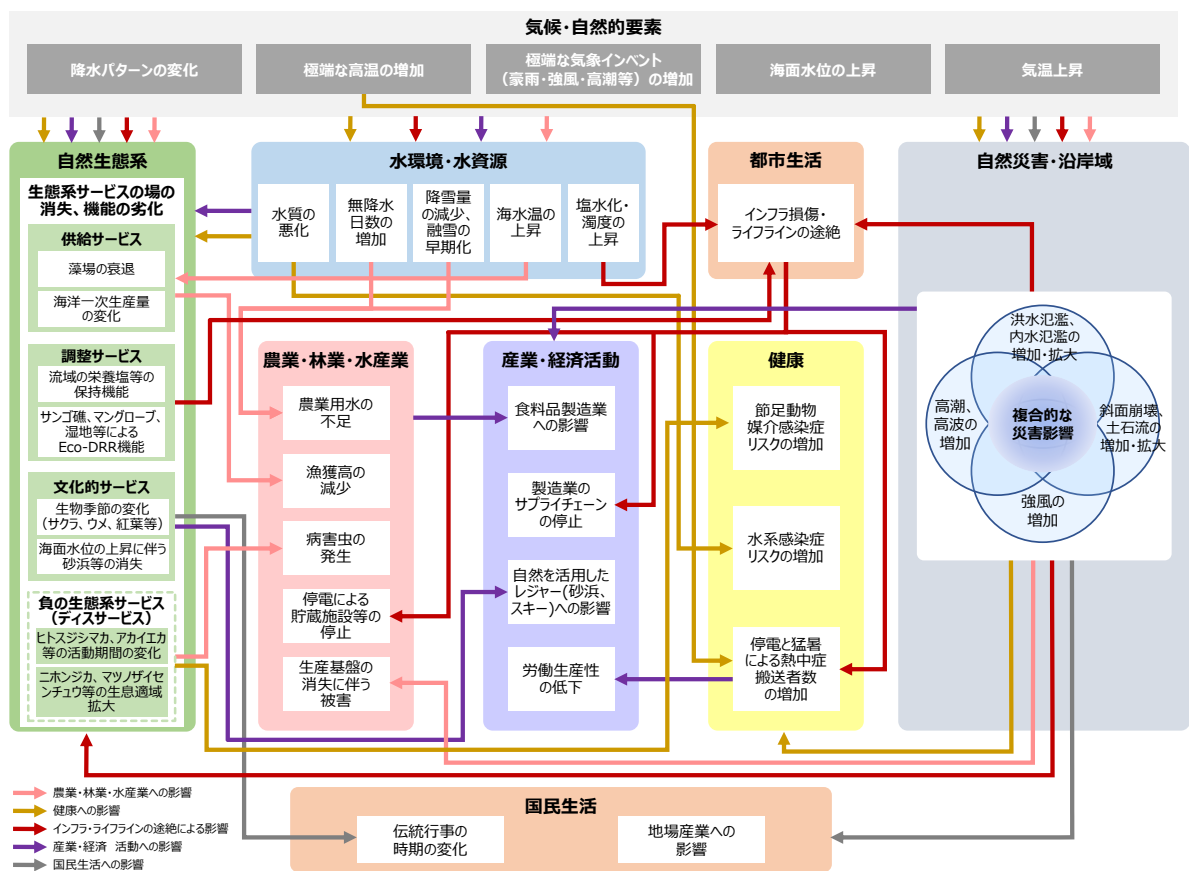 気候・自然的要素
降水パターンの変化
極端な高温の増加
極端な気象インベント
（豪雨・強風・高潮等）の増加
海面水位の上昇
気温上昇
自然生態系
生態系サービスの場の
消失、機能の劣化
供給サービス
藻場の衰退
海洋一次生産量
の変化
調整サービス
流域の栄養塩等の
保持機能
サンゴ礁、マングローブ、
湿地等による
Eco-DRR機能
文化的サービス
生物季節の変化
（サクラ、ウメ、紅葉等）
海面水位の上昇に伴う
砂浜等の消失
負の生態系サービス
（ディスサービス）
ヒトスジシマカ、アカイエカ
等の活動期間の変化
ニホンジカ、マツノザイセ
ンチュウ等の生息適域
拡大
水環境・水資源
水質の
悪化
無降水
日数の
増加
降雪量
の減少、
融雪の
早期化
海水温の
上昇
塩水化・
濁度の
上昇
都市生活
インフラ損傷・
ライフラインの途絶
自然災害・沿岸域
洪水氾濫、
内水氾濫の
増加・拡大
高潮、
高波の
増加
複合的な
災害影響
斜面崩壊、
土石流の
増加・拡大
強風の
増加
農業・林業・水産業
農業用水の
不足
漁獲高の
減少
病害虫の
発生
停電による
貯蔵施設等の
停止
生産基盤の
消失に伴う
被害
産業・経済活動
食料品製造業
への影響
製造業の
サプライチェーン
の停止
自然を活用した
レジャー(砂浜、
スキー)への影響
労働生産性
の低下
健康
節足動物
媒介感染症
リスクの増加
水系感染症
リスクの増加
停電と猛暑
による熱中症
搬送者数
の増加
国民生活
伝統行事の
時期の変化
地場産業への
影響
農業・林業・水産業への影響
健康への影響
インフラ・ライフラインの途絶による影響
産業・経済　活動への影響
国民生活への影響